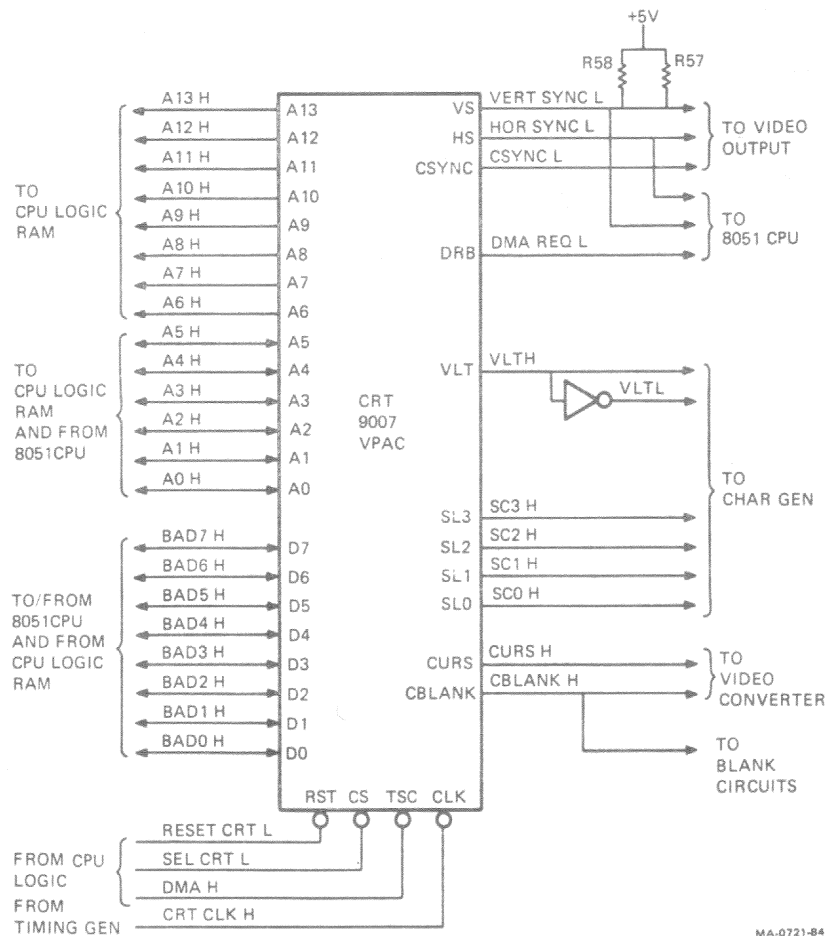 +5V
R58 R57
A13 H A13 VS VERT SYNC L
A12 H A12 HS HOR SYNC L
A11 H A11 CSYNC CSYNC L
TO VIDEO
OUTPUT
A10 H A10
A9 H A9
A8 H A8 DRB DMA REQ L
TO
8051 CPU
A7 H A7
A6 H A6
TO
CPU LOGIC
RAM
A5 H A5
A4 H A4 VLT VLTH
VLTL
A3 H A3
A2 H A2
A1 H A1
A0 H A0
TO
CPU LOGIC
RAM
AND FROM
8051CPU
CRT
9007
VPAC
SL3 SC3 H
SL2 SC2 H
SL1 SC1 H
SL0 SC0 H
TO
CHAR GEN
BAD7 H D7
BAD6 H D6
BAD5 H D5
BAD4 H D4
BAD3 H D3
BAD2 H D2
BAD1 H D1
BAD0 H D0
TO/FROM
8051CPU
AND FROM
CPU LOGIC
RAM
CURS CURS H
CBLANK CBLANK H
TO
VIDEO
CONVERTER
TO
BLANK
CIRCUITS
RST CS TSC CLK
RESET CRT L
SEL CRT L
DMA H
FROM CPU
LOGIC
CRT CLK H
FROM
TIMING GEN
MA-0721-84